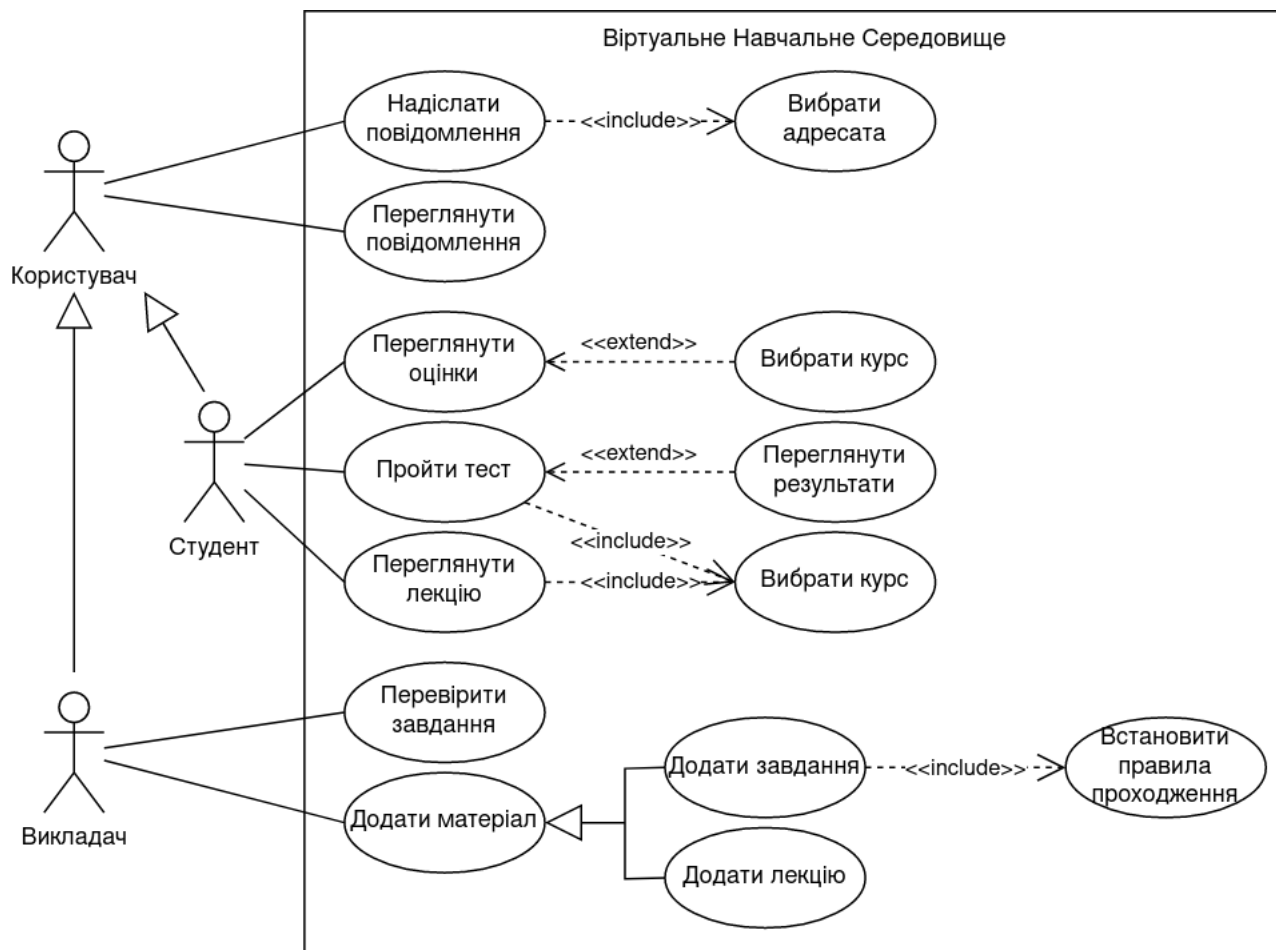 Віртуальне Навчальне Середовище
Надіслати
повідомлення
<<include>>
Вибрати
адресата
Переглянути
повідомлення
Користувач
Переглянути
оцінки
<<extend>>
Вибрати курс
Пройти тест
<<extend>>
Переглянути
результати
Студент
<<include>>
Переглянути
лекцію
<<include>>
Вибрати курс
Перевірити
завдання
Додати завдання
<<include>>
Встановити
правила
проходження
Викладач
Додати матеріал
Додати лекцію